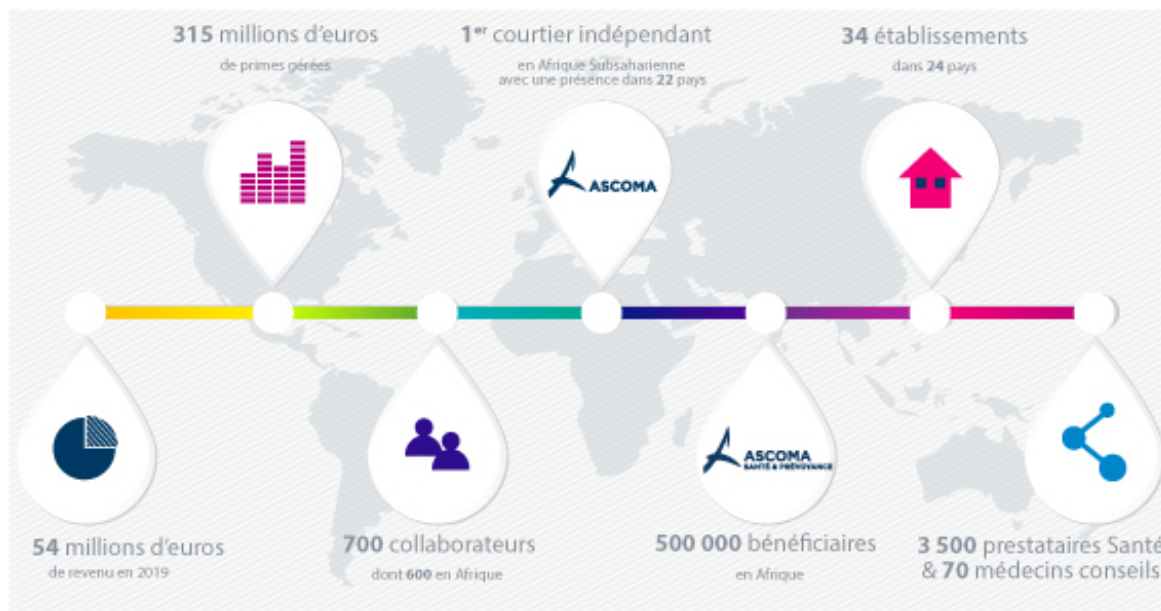 315 millions d'euros
de primes gérées
1er courtier indépendant
en Afrique Subsaharienne
avec une présence dans 22 pays
34 établissements
dans 24 pays
ASCOMA
ASCOMA
SANTÉ & PRÉVOYANCE
54 millions d'euros
de revenu en 2019
700 collaborateurs
dont 600 en Afrique
500 000 bénéficiaires
en Afrique
3 500 prestataires Santé
& 70 médecins conseils